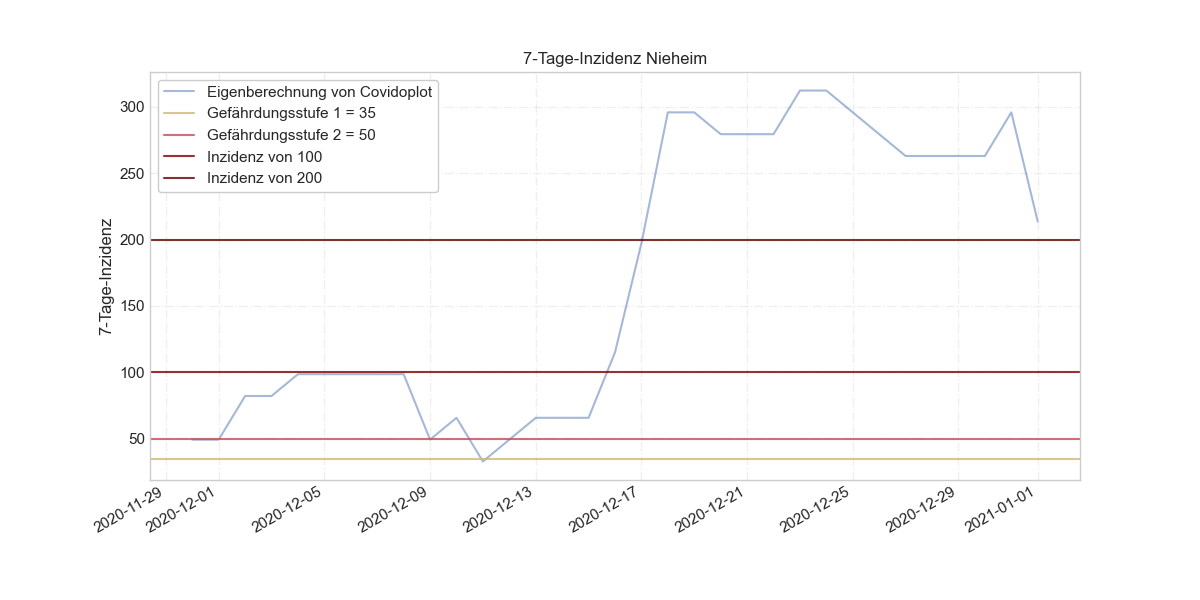 7-Tage-Inzidenz Nieheim
Eigenberechnung von Covidoplot
Gefährdungsstufe 1 = 35
Gefährdungsstufe 2 = 50
Inzidenz von 100
Inzidenz von 200
7-Tage-Inzidenz
300
250
200
150
100
50
2020-11-29
2020-12-01
2020-12-05
2020-12-09
2020-12-13
2020-12-17
2020-12-21
2020-12-25
2020-12-29
2021-01-01